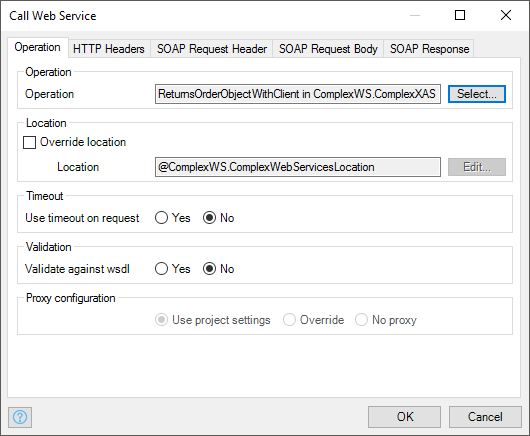 Call Web Service
Operation HTTP Headers SOAP Request Header SOAP Request Body SOAP Response
Operation
Operation ReturnsOrderObjectWithClient in ComplexWS.ComplexXAS Select...
Location
Override location
Location @ComplexWS.ComplexWebServicesLocation Edit...
Timeout
Use timeout on request Yes No
Validation
Validate against wsdl Yes No
Proxy configuration
Use project settings Override No proxy
? OK Cancel